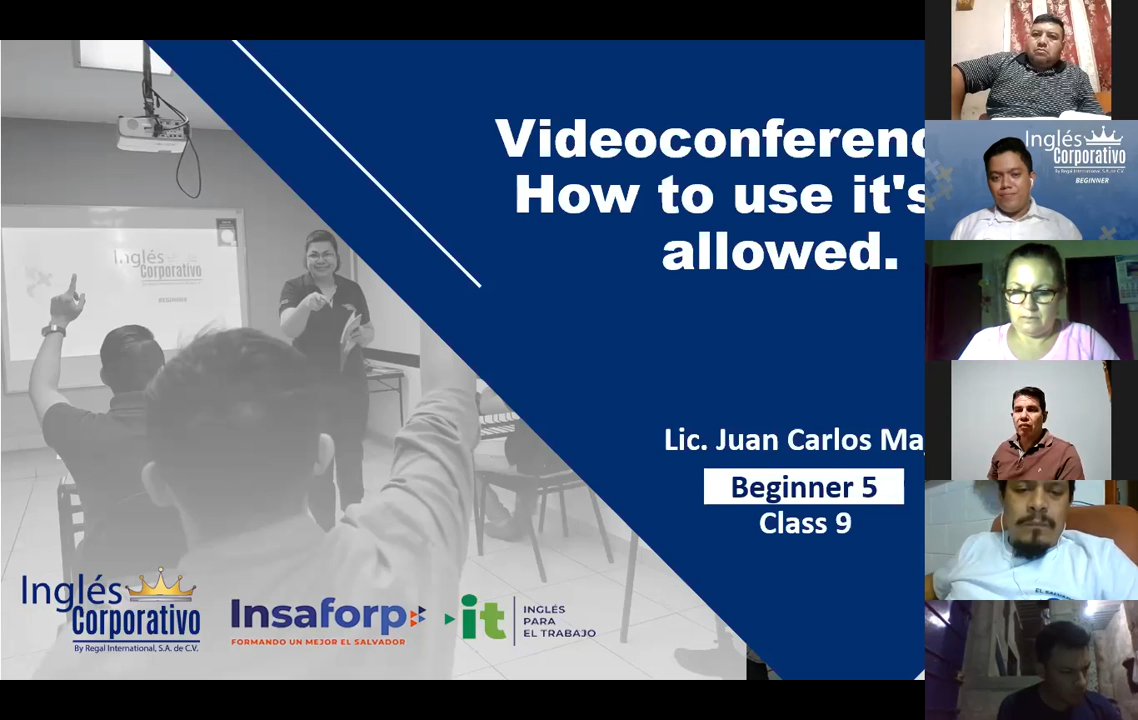 Videoconferenc
How to use it's
allowed.
Lic. Juan Carlos Ma
Beginner 5
Class 9
Inglés
Corporativo
BEGINNER
Inglés
Corporativo
By Regal International, S.A. de C.V.
Insaforp
FORMANDO UN MEJOR EL SALVADOR
it
INGLÉS
PARA
EL TRABAJO
Inglés
Corporativo
By Regal International, S.A. de C.V.
BEGINNER
EL SALVADOR